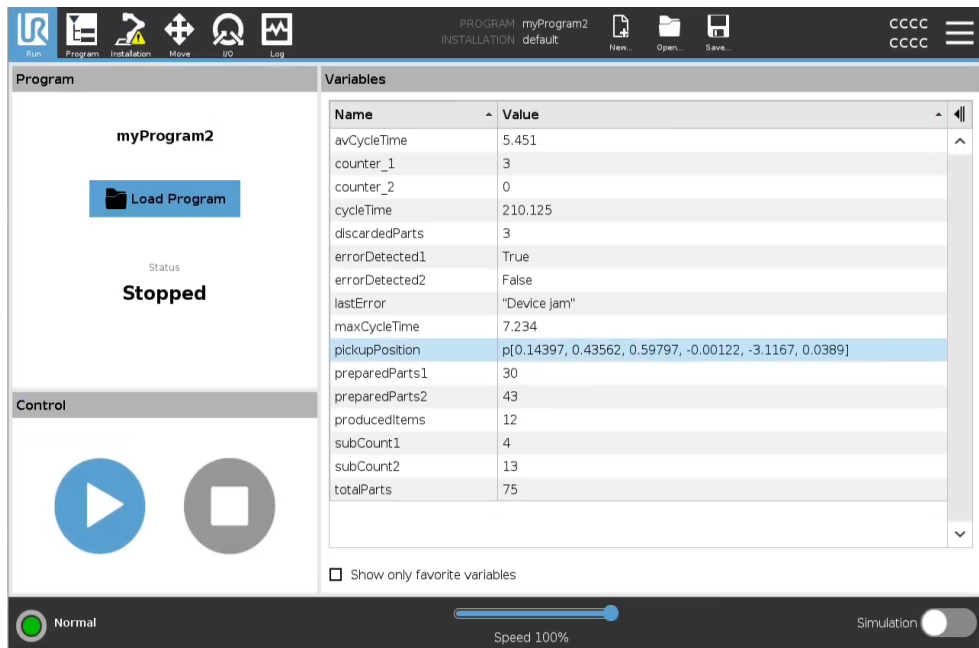 UR
Run
Program
Installation
Move
I/O
Log
PROGRAM myProgram2
INSTALLATION default
New...
Open...
Save...
CCCC
CCCC
Program
myProgram2
Load Program
Status
Stopped
Control
Variables
Name Value
avCycleTime 5.451
counter_1 3
counter_2 0
cycleTime 210.125
discardedParts 3
errorDetected1 True
errorDetected2 False
lastError "Device jam"
maxCycleTime 7.234
pickupPosition p[0.14397, 0.43562, 0.59797, -0.00122, -3.1167, 0.0389]
preparedParts1 30
preparedParts2 43
producedItems 12
subCount1 4
subCount2 13
totalParts 75
Show only favorite variables
Normal
Speed 100%
Simulation